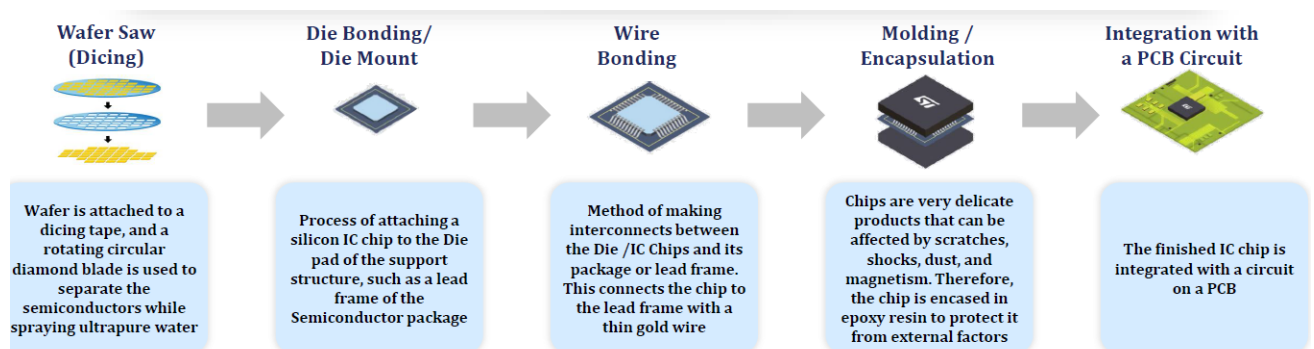 Wafer Saw
(Dicing)
Die Bonding/
Die Mount
Wire
Bonding
Molding /
Encapsulation
Integration with
a PCB Circuit
ST
ST
Wafer is attached to a
dicing tape, and a
rotating circular
diamond blade is used to
separate the
semiconductors while
spraying ultrapure water
Process of attaching a
silicon IC chip to the Die
pad of the support
structure, such as a lead
frame of the
Semiconductor package
Method of making
interconnects between
the Die /IC Chips and its
package or lead frame.
This connects the chip to
the lead frame with a
thin gold wire
Chips are very delicate
products that can be
affected by scratches,
shocks, dust, and
magnetism. Therefore,
the chip is encased in
epoxy resin to protect it
from external factors
The finished IC chip is
integrated with a circuit
on a PCB